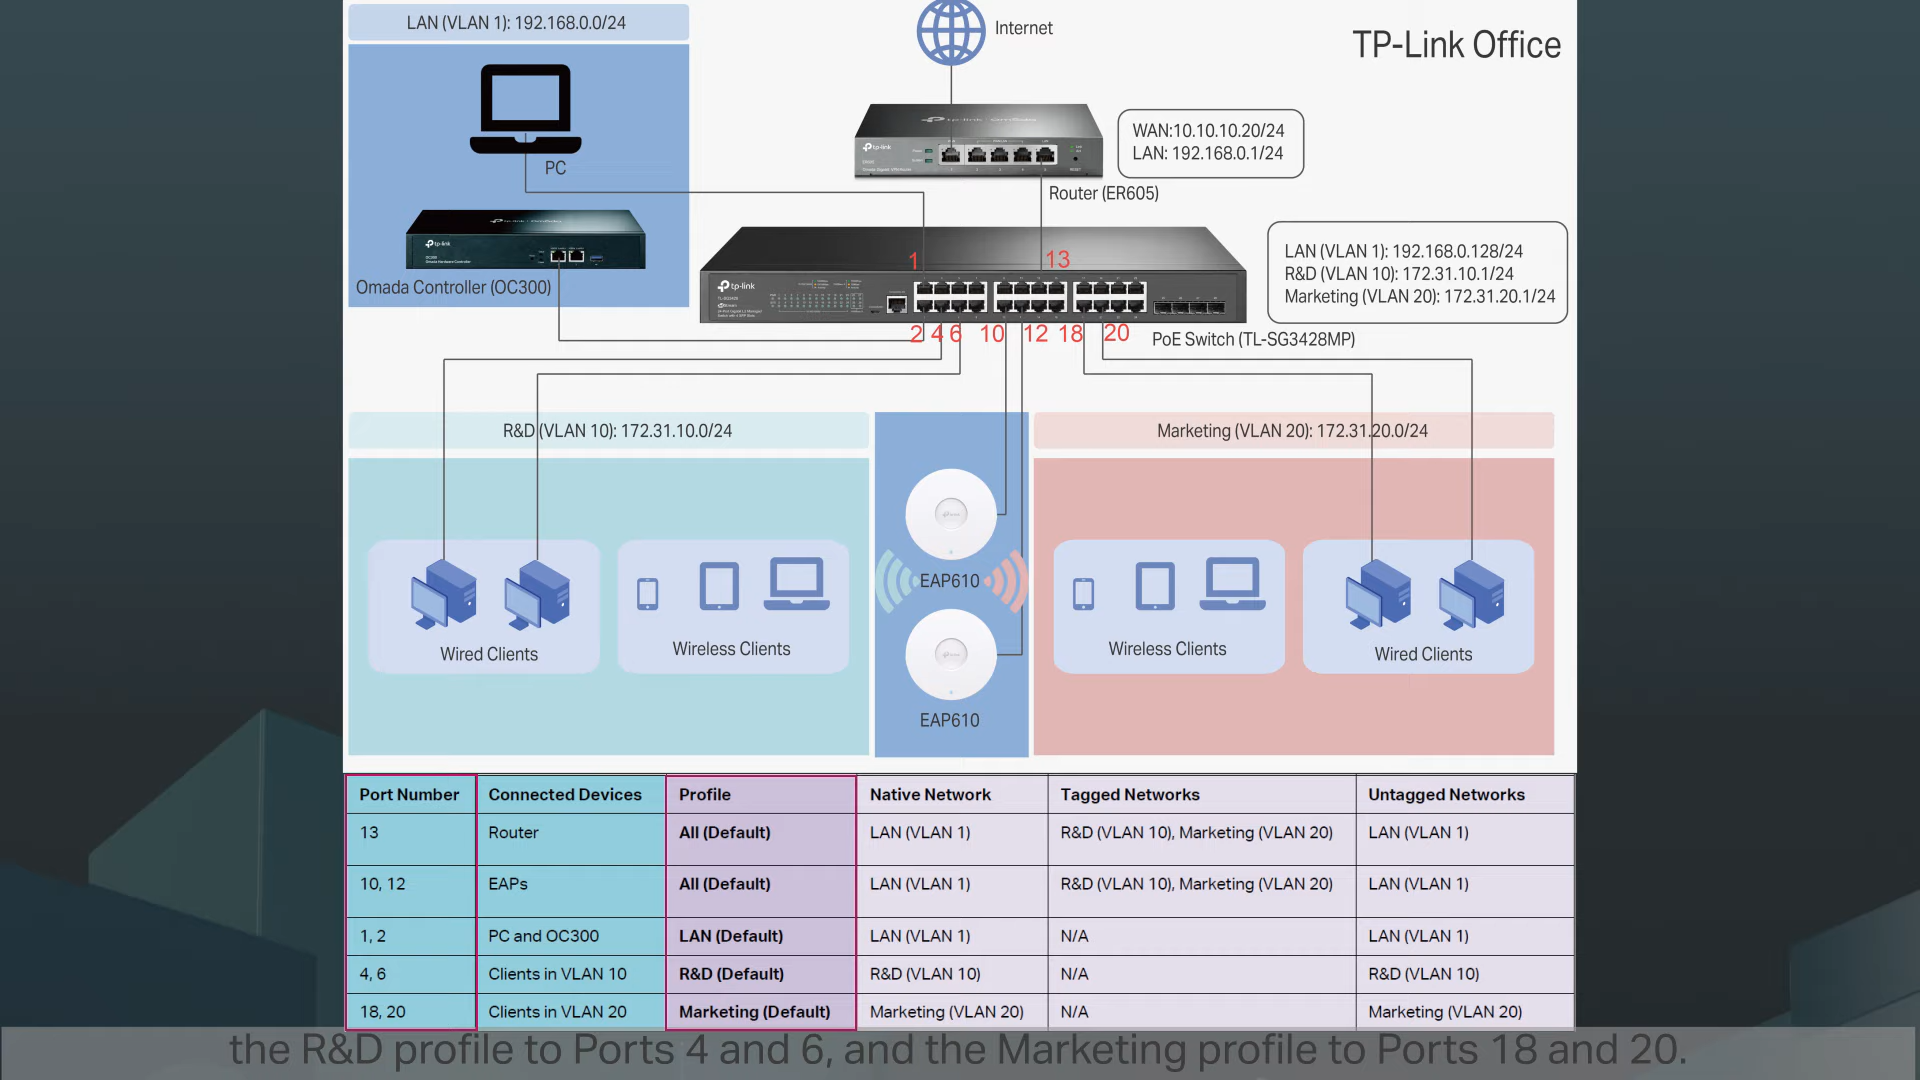 LAN (VLAN 1): 192.168.0.0/24
Internet
TP-Link Office
PC
WAN:10.10.10.20/24
LAN: 192.168.0.1/24
Router (ER605)
tp-link
tp-link
Omada Controller (OC300)
1
13
tp-link
LAN (VLAN 1): 192.168.0.128/24
R&D (VLAN 10): 172.31.10.1/24
Marketing (VLAN 20): 172.31.20.1/24
2 4 6 10 12 18 20
PoE Switch (TL-SG3428MP)
R&D (VLAN 10): 172.31.10.0/24
Marketing (VLAN 20): 172.31.20.0/24
EAP610
Wired Clients
Wireless Clients
Wireless Clients
Wired Clients
EAP610
Port Number Connected Devices Profile Native Network Tagged Networks Untagged Networks
13 Router All (Default) LAN (VLAN 1) R&D (VLAN 10), Marketing (VLAN 20) LAN (VLAN 1)
10, 12 EAPs All (Default) LAN (VLAN 1) R&D (VLAN 10), Marketing (VLAN 20) LAN (VLAN 1)
1, 2 PC and OC300 LAN (Default) LAN (VLAN 1) N/A LAN (VLAN 1)
4, 6 Clients in VLAN 10 R&D (Default) R&D (VLAN 10) N/A R&D (VLAN 10)
18, 20 Clients in VLAN 20 Marketing (Default) Marketing (VLAN 20) N/A Marketing (VLAN 20)
the R&D profile to Ports 4 and 6, and the Marketing profile to Ports 18 and 20.